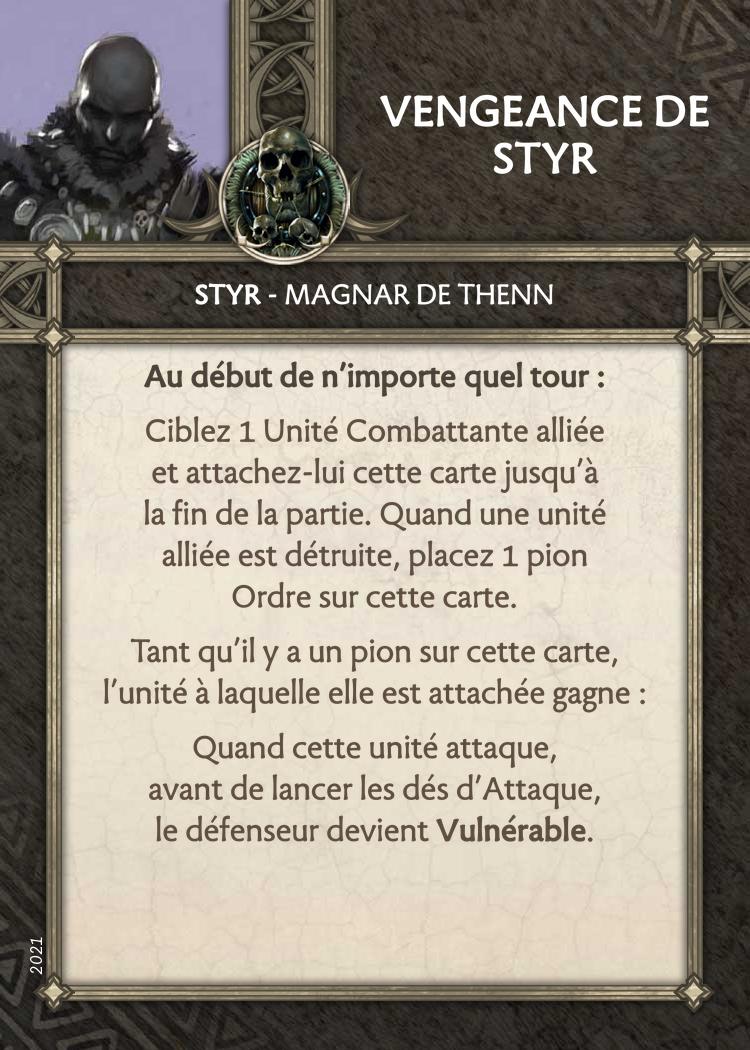 VENGEANCE DE
STYR
STYR - MAGNAR DE THENN
Au début de n'importe quel tour :
Ciblez 1 Unité Combattante alliée
et attachez-lui cette carte jusqu'à
la fin de la partie. Quand une unité
alliée est détruite, placez 1 pion
Ordre sur cette carte.
Tant qu'il y a un pion sur cette carte,
l'unité à laquelle elle est attachée gagne :
Quand cette unité attaque,
avant de lancer les dés d'Attaque,
le défenseur devient Vulnérable.
2021